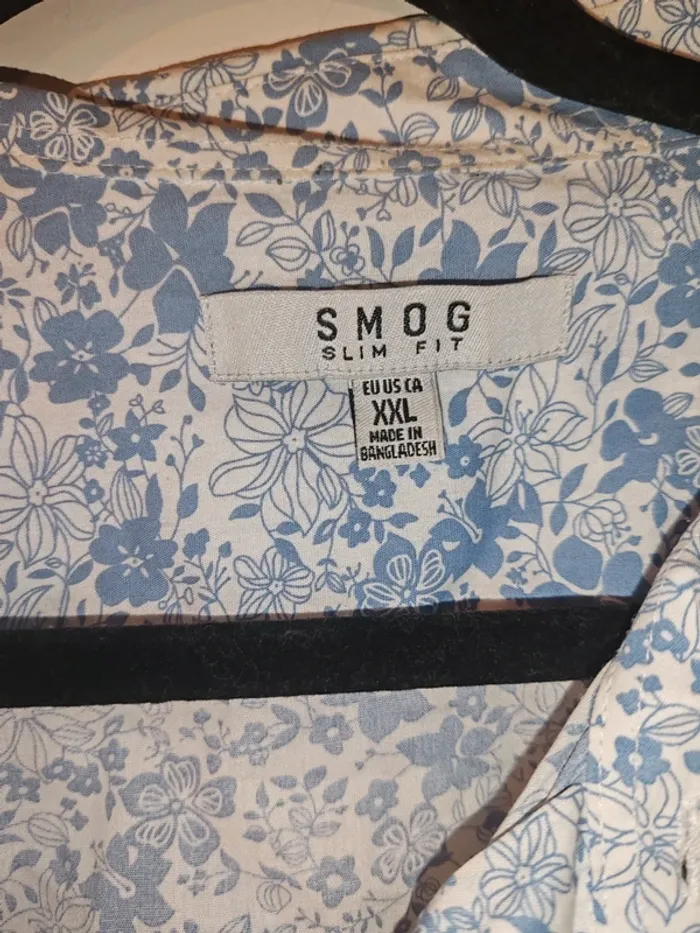 SMOG
SLIM FIT
EU US CA
XXL
MADE IN
BANGLADESH